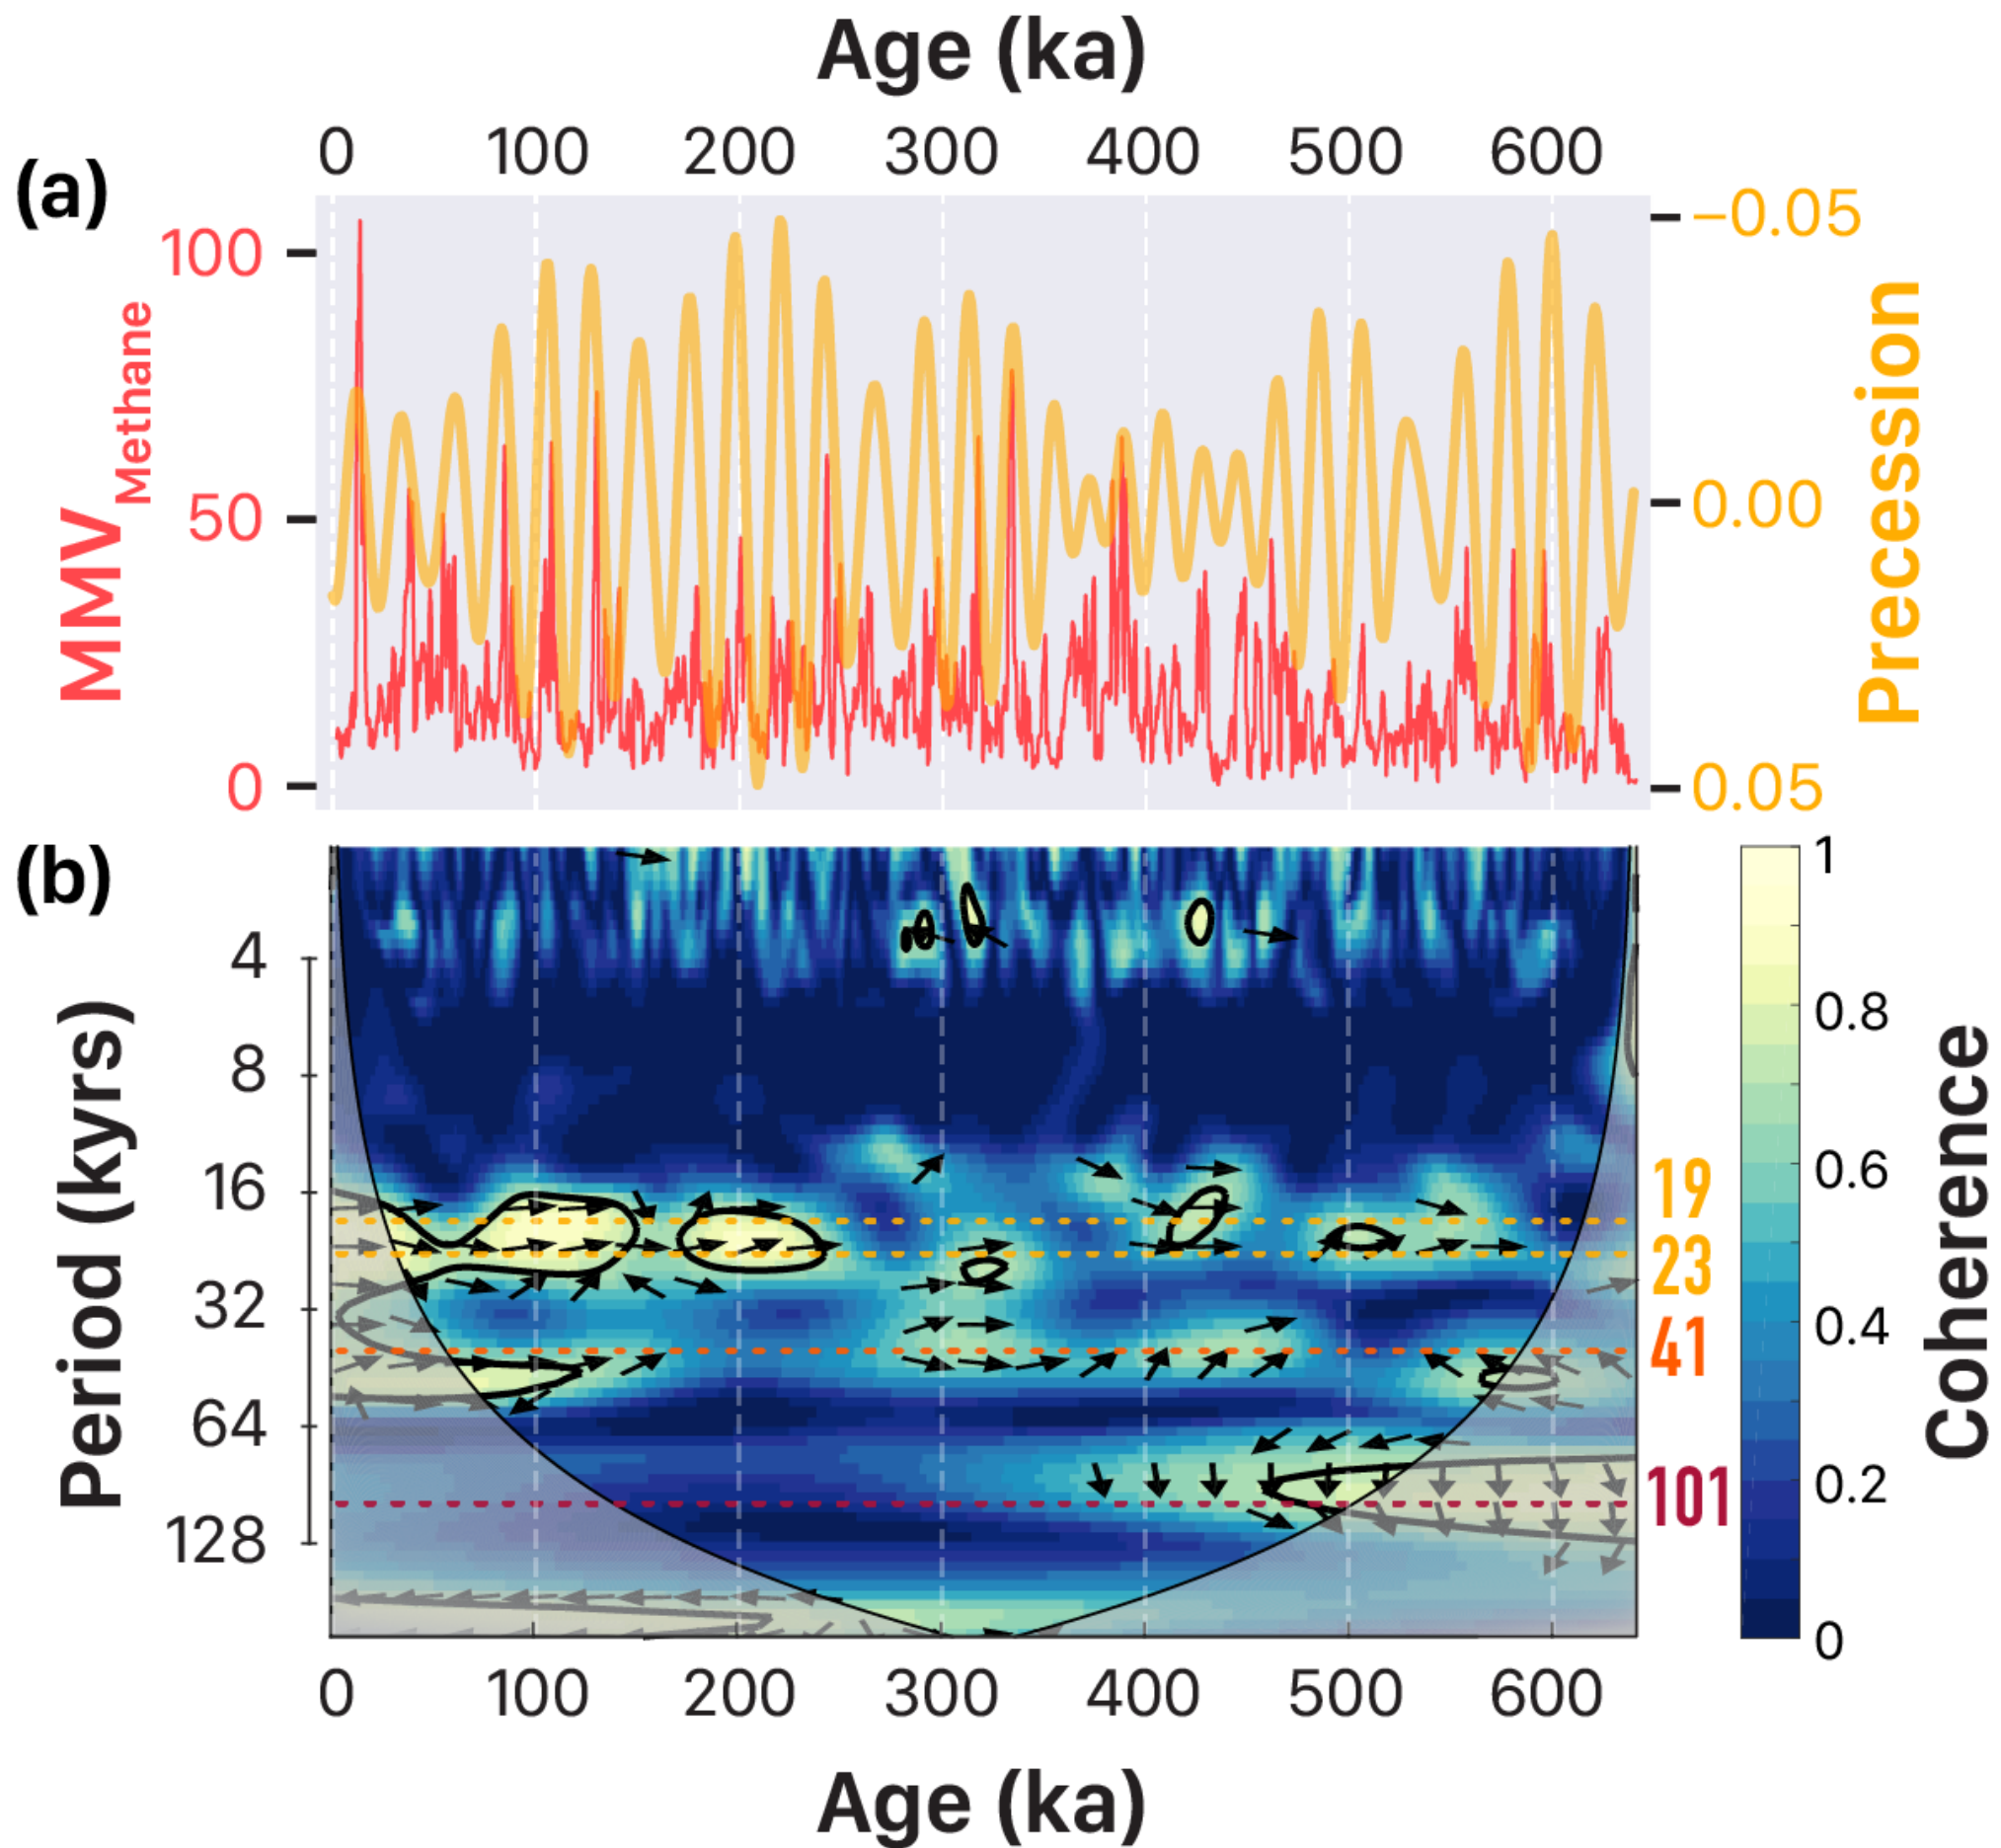 Age (ka)
0 100 200 300 400 500 600
(a)
100
50
0
MMV Methane
−0.05
0.00
0.05
Precession
(b)
4
8
16
32
64
128
Period (kyrs)
19
23
41
101
1
0.8
0.6
0.4
0.2
0
Coherence
0 100 200 300 400 500 600
Age (ka)